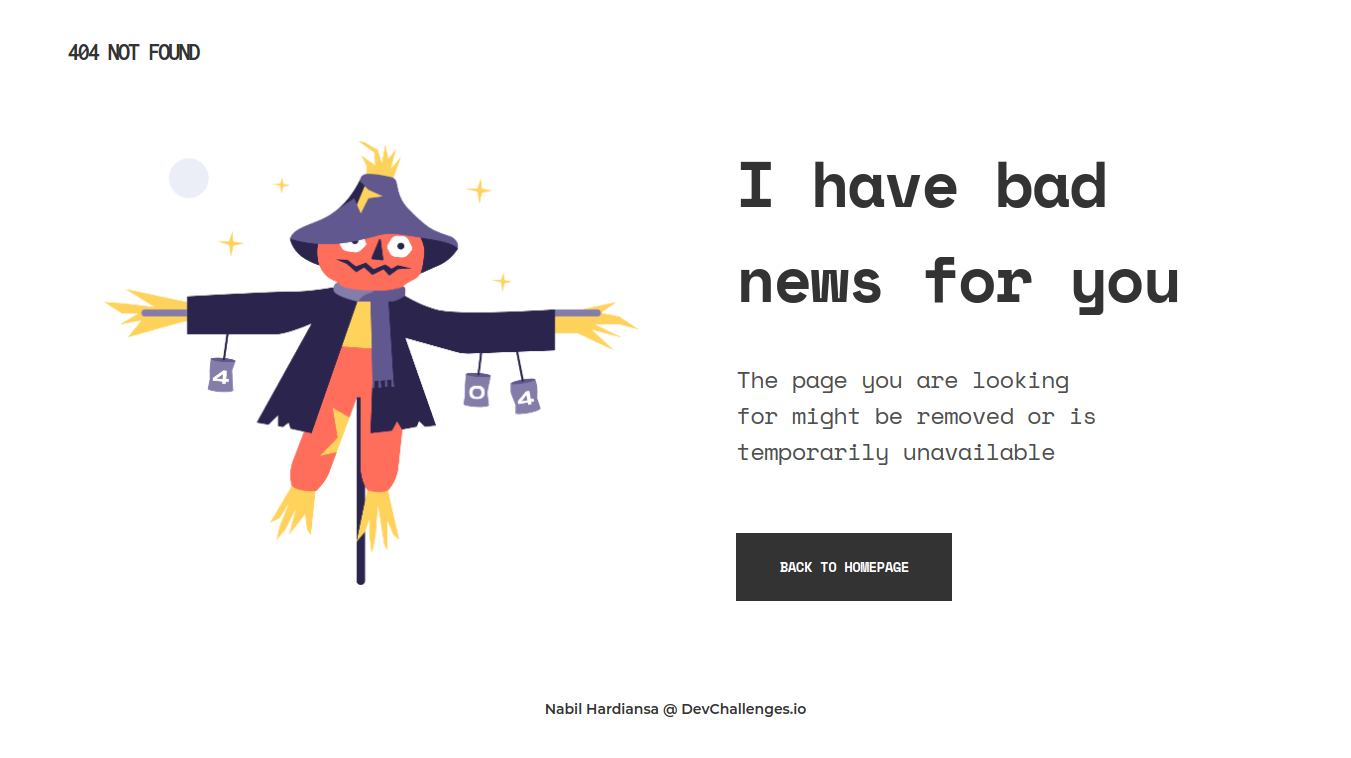 404 NOT FOUND
4
0
4
I have bad
news for you
The page you are looking
for might be removed or is
temporarily unavailable
BACK TO HOMEPAGE
Nabil Hardiansa @ DevChallenges.io